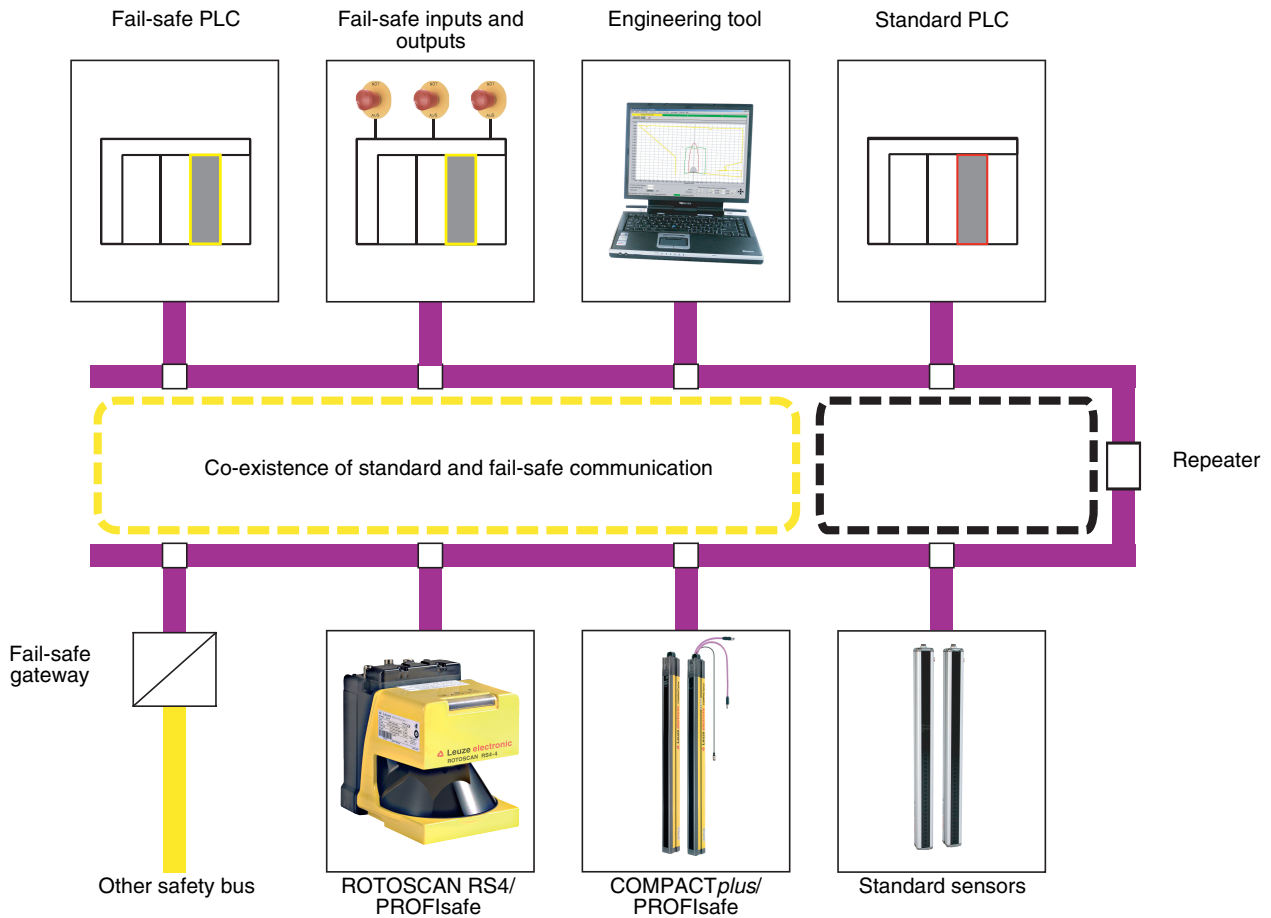 Fail-safe PLC
Fail-safe inputs and
outputs
Engineering tool
Standard PLC
Co-existence of standard and fail-safe communication
Repeater
Fail-safe
gateway
Leuze electronic
ROTOSCAN RS4-4
Other safety bus
ROTOSCAN RS4/
PROFIsafe
COMPACTplus/
PROFIsafe
Standard sensors